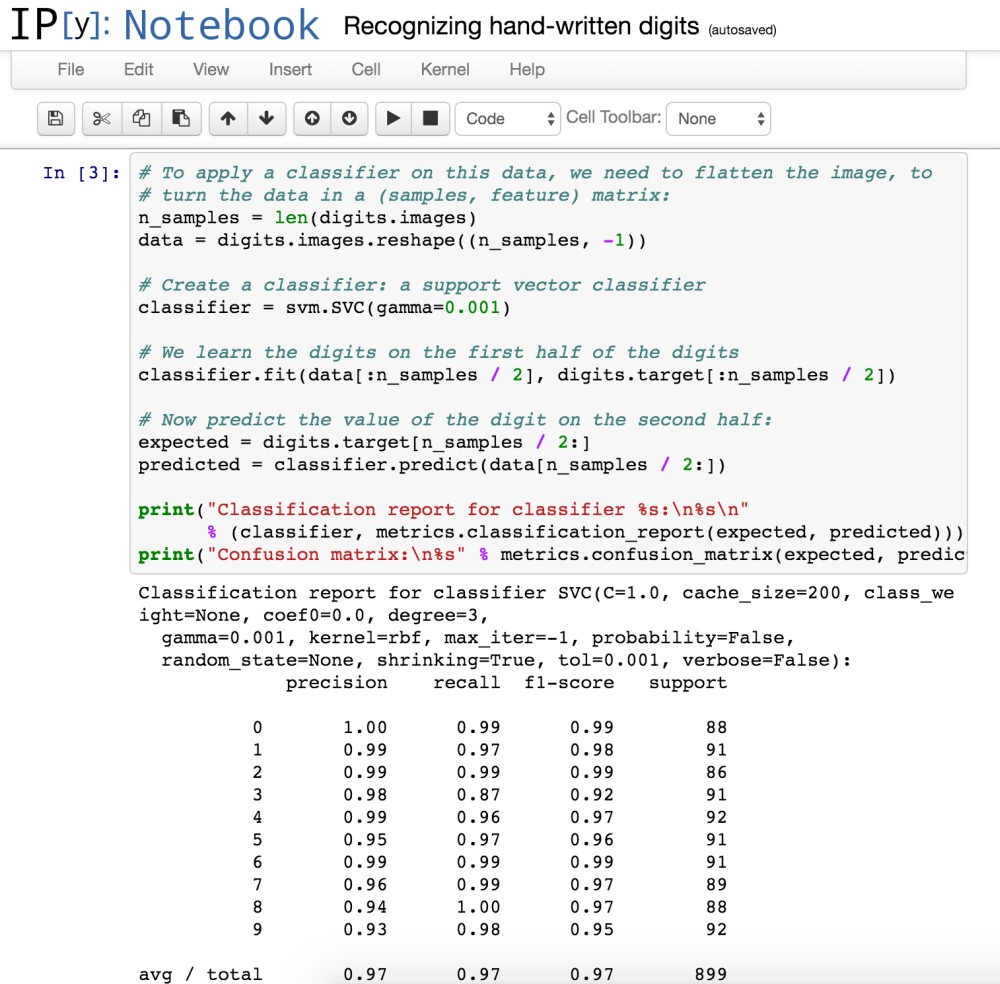 IP[y]: Notebook Recognizing hand-written digits (autosaved)
File Edit View Insert Cell Kernel Help
Code Cell Toolbar: None
In [3]: # To apply a classifier on this data, we need to flatten the image, to
# turn the data in a (samples, feature) matrix:
n_samples = len(digits.images)
data = digits.images.reshape((n_samples, -1))
# Create a classifier: a support vector classifier
classifier = svm.SVC(gamma=0.001)
# We learn the digits on the first half of the digits
classifier.fit(data[:n_samples / 2], digits.target[:n_samples / 2])
# Now predict the value of the digit on the second half:
expected = digits.target[n_samples / 2:]
predicted = classifier.predict(data[n_samples / 2:])
print("Classification report for classifier %s:\n%s\n"
% (classifier, metrics.classification_report(expected, predicted)))
print("Confusion matrix:\n%s" % metrics.confusion_matrix(expected, predic
Classification report for classifier SVC(C=1.0, cache_size=200, class_we
ight=None, coef0=0.0, degree=3,
gamma=0.001, kernel=rbf, max_iter=-1, probability=False,
random_state=None, shrinking=True, tol=0.001, verbose=False):
precision recall f1-score support
0 1.00 0.99 0.99 88
1 0.99 0.97 0.98 91
2 0.99 0.99 0.99 86
3 0.98 0.87 0.92 91
4 0.99 0.96 0.97 92
5 0.95 0.97 0.96 91
6 0.99 0.99 0.99 91
7 0.96 0.99 0.97 89
8 0.94 1.00 0.97 88
9 0.93 0.98 0.95 92
avg / total 0.97 0.97 0.97 899